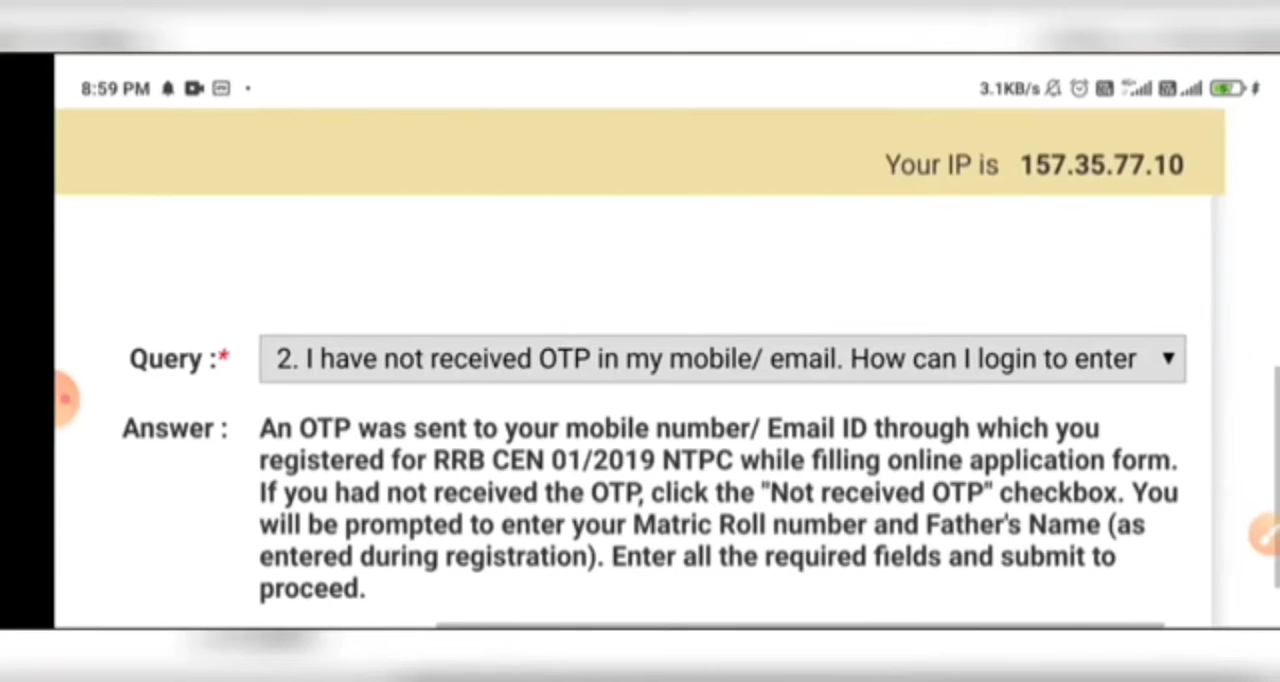 8:59 PM
3.1KB/s
Your IP is 157.35.77.10
Query :* 2. I have not received OTP in my mobile/ email. How can I login to enter
Answer : An OTP was sent to your mobile number/ Email ID through which you
registered for RRB CEN 01/2019 NTPC while filling online application form.
If you had not received the OTP, click the "Not received OTP" checkbox. You
will be prompted to enter your Matric Roll number and Father's Name (as
entered during registration). Enter all the required fields and submit to
proceed.